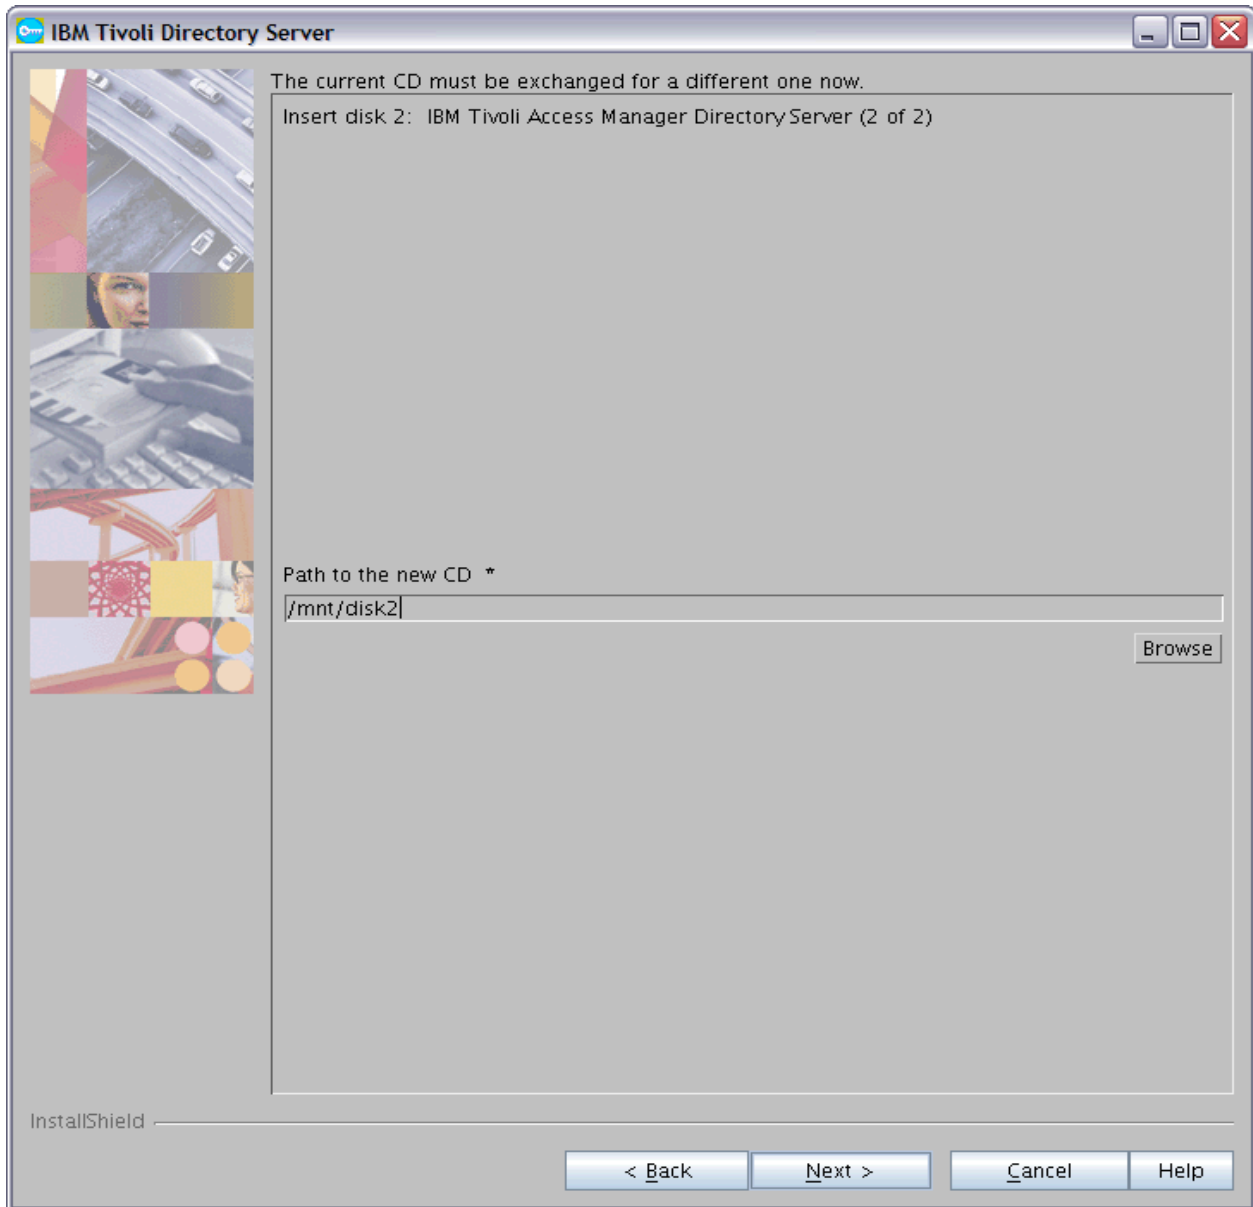 IBM Tivoli Directory Server
The current CD must be exchanged for a different one now.
Insert disk 2: IBM Tivoli Access Manager Directory Server (2 of 2)
Path to the new CD *
/mnt/disk2
Browse
InstallShield
< Back Next > Cancel Help